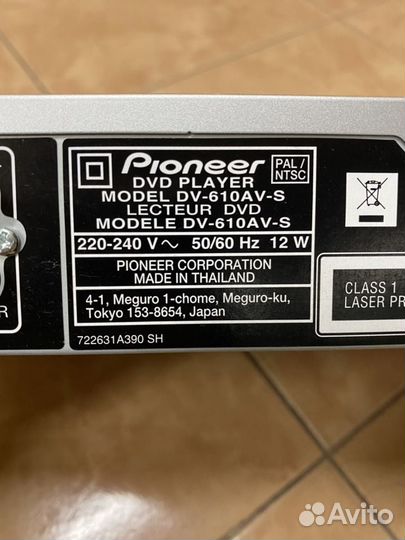 Pioneer
PAL/
NTSC
DVD PLAYER
MODEL DV-610AV-S
LECTEUR DVD
MODELE DV-610AV-S
220-240 V ~ 50/60 Hz 12 W
PIONEER CORPORATION
MADE IN THAILAND
4-1, Meguro 1-chome, Meguro-ku,
Tokyo 153-8654, Japan
722631A390 SH
CLASS 1
LASER PR
R
Avito